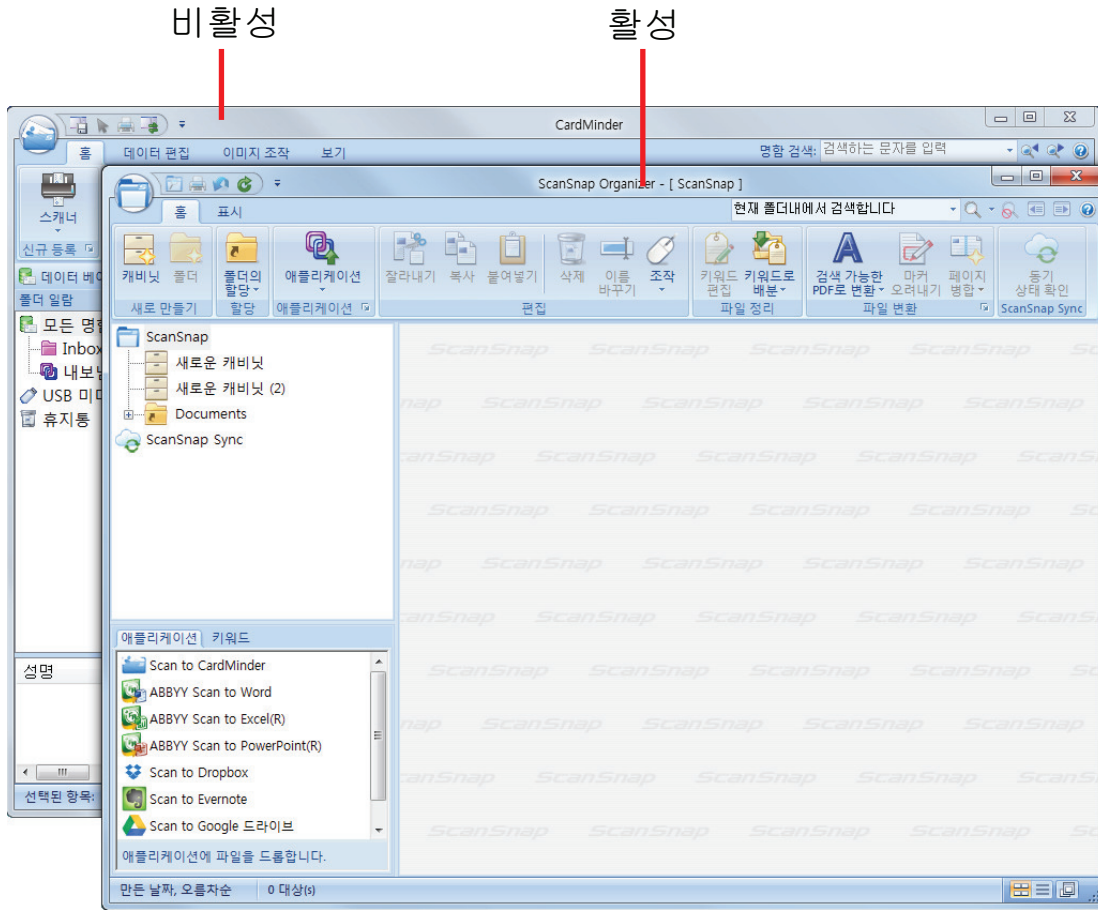 비활성
활성
CardMinder
홈 데이터 편집 이미지 조작 보기
명함 검색: 검색하는 문자를 입력
스캐너
신규 등록
데이터 베
폴더 일람
모든 명
Inbox
내보
USB
휴지통
성명
선택된 항목:
ScanSnap Organizer - [ ScanSnap ]
홈 표시
현재 폴더내에서 검색합니다
캐비닛 폴더
새로 만들기
폴더의
할당
할당
애플리케이션
애플리케이션
잘라내기 복사 붙여넣기 삭제 이름
바꾸기
조작
편집
키워드
편집
키워드로
배분
파일 정리
검색 가능한
PDF로 변환
마커
오려내기
페이지
병합
파일 변환
동기
상태 확인
ScanSnap Sync
ScanSnap
새로운 캐비닛
새로운 캐비닛 (2)
Documents
ScanSnap Sync
애플리케이션 키워드
Scan to CardMinder
ABBYY Scan to Word
ABBYY Scan to Excel(R)
ABBYY Scan to PowerPoint(R)
Scan to Dropbox
Scan to Evernote
Scan to Google 드라이브
애플리케이션에 파일을 드롭합니다.
만든 날짜, 오름차순 0 대상(s)